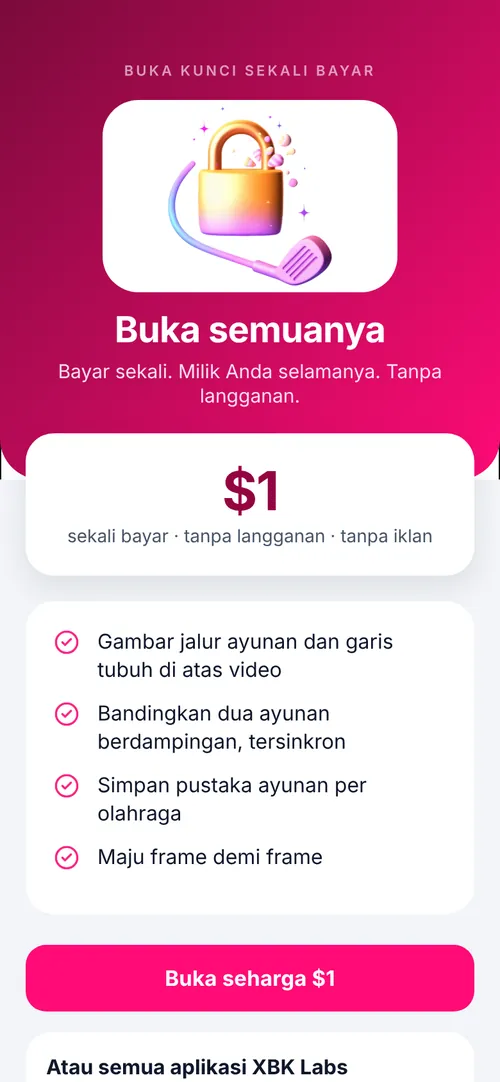 BUKA KUNCI SEKALI BAYAR
Buka semuanya
Bayar sekali. Milik Anda selamanya. Tanpa
langganan.
$1
sekali bayar · tanpa langganan · tanpa iklan
Gambar jalur ayunan dan garis
tubuh di atas video
Bandingkan dua ayunan
berdampingan, tersinkron
Simpan pustaka ayunan per
olahraga
Maju frame demi frame
Buka seharga $1
Atau semua aplikasi XBK Labs